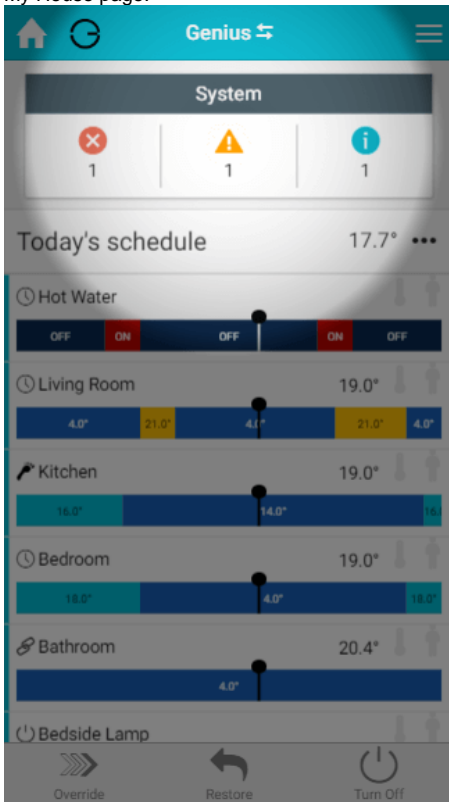 My House page.
Genius
System
1 1 1
Today's schedule 17.7°
Hot Water
OFF ON OFF ON OFF
Living Room 19.0°
4.0° 21.0° 4.0° 21.0° 4.0°
Kitchen 19.0°
16.0° 14.0° 16.
Bedroom 19.0°
18.0° 4.0° 18.0°
Bathroom 20.4°
4.0°
Bedside Lamp
Override Restore Turn Off